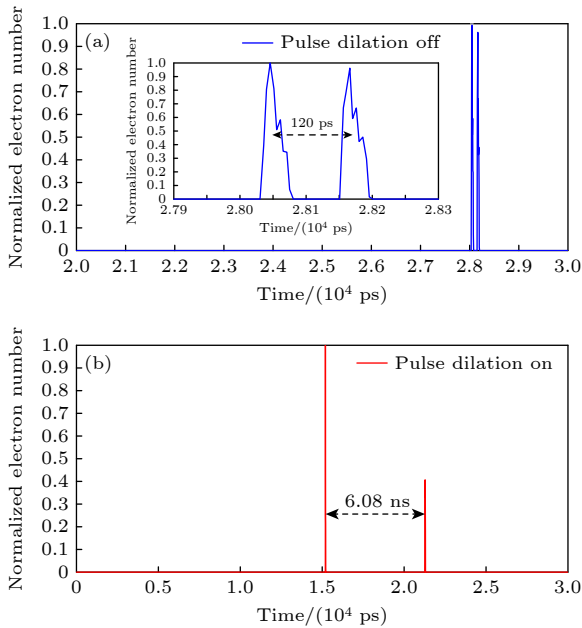 (a)
Pulse dilation off
Normalized electron number
1.0
0.9
0.8
0.7
0.6
0.5
0.4
0.3
0.2
0.1
0
Normalized electron number
1.0
0.9
0.8
0.7
0.6
0.5
0.4
0.3
0.2
0.1
0
120 ps
2.79 2.80 2.81 2.82 2.83
Time/(10⁴ ps)
2.0 2.1 2.2 2.3 2.4 2.5 2.6 2.7 2.8 2.9 3.0
Time/(10⁴ ps)
(b)
Pulse dilation on
Normalized electron number
1.0
0.9
0.8
0.7
0.6
0.5
0.4
0.3
0.2
0.1
0
6.08 ns
0 0.5 1.0 1.5 2.0 2.5 3.0
Time/(10⁴ ps)